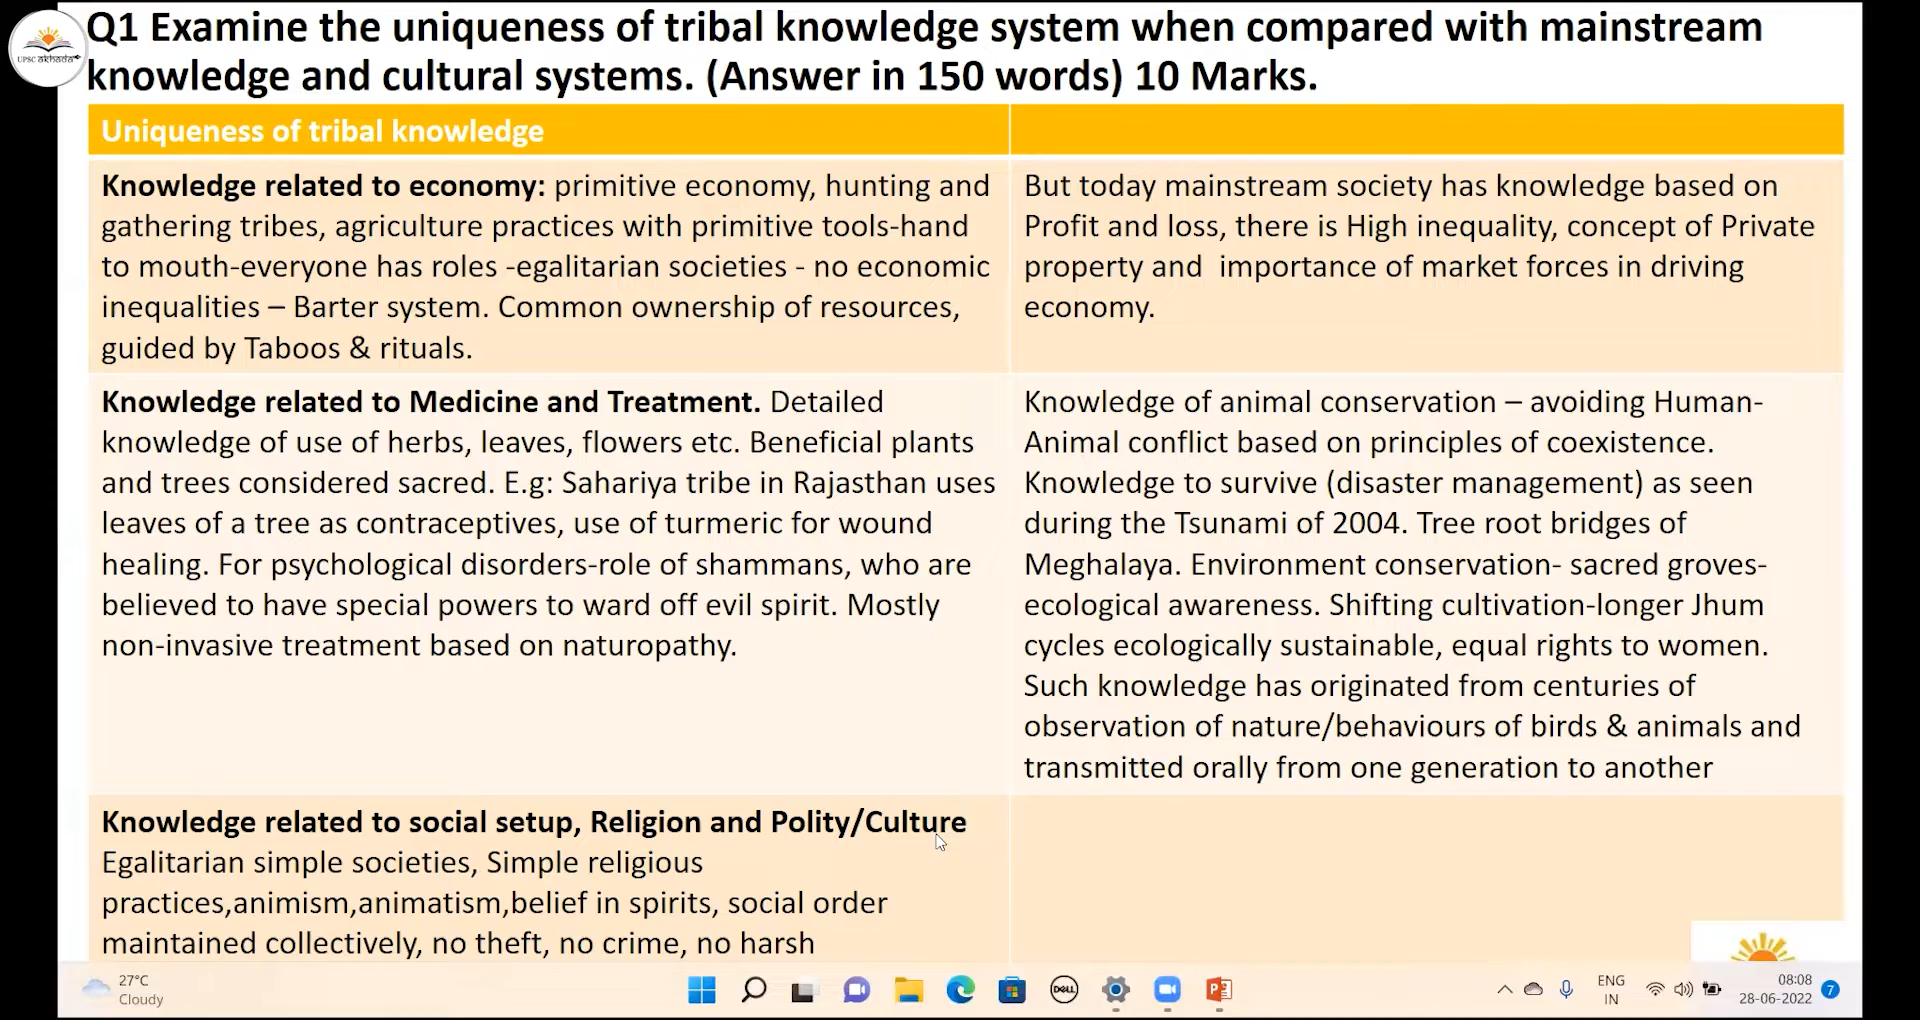 Q1 Examine the uniqueness of tribal knowledge system when compared with mainstream
knowledge and cultural systems. (Answer in 150 words) 10 Marks.
UPSC akhada
Uniqueness of tribal knowledge
Knowledge related to economy: primitive economy, hunting and
gathering tribes, agriculture practices with primitive tools-hand
to mouth-everyone has roles -egalitarian societies - no economic
inequalities – Barter system. Common ownership of resources,
guided by Taboos & rituals.
But today mainstream society has knowledge based on
Profit and loss, there is High inequality, concept of Private
property and  importance of market forces in driving
economy.
Knowledge related to Medicine and Treatment. Detailed
knowledge of use of herbs, leaves, flowers etc. Beneficial plants
and trees considered sacred. E.g: Sahariya tribe in Rajasthan uses
leaves of a tree as contraceptives, use of turmeric for wound
healing. For psychological disorders-role of shammans, who are
believed to have special powers to ward off evil spirit. Mostly
non-invasive treatment based on naturopathy.
Knowledge of animal conservation – avoiding Human-
Animal conflict based on principles of coexistence.
Knowledge to survive (disaster management) as seen
during the Tsunami of 2004. Tree root bridges of
Meghalaya. Environment conservation- sacred groves-
ecological awareness. Shifting cultivation-longer Jhum
cycles ecologically sustainable, equal rights to women.
Such knowledge has originated from centuries of
observation of nature/behaviours of birds & animals and
transmitted orally from one generation to another
Knowledge related to social setup, Religion and Polity/Culture
Egalitarian simple societies, Simple religious
practices,animism,animatism,belief in spirits, social order
maintained collectively, no theft, no crime, no harsh
27°C
Cloudy
DELL
ENG
IN
08:08
28-06-2022
7